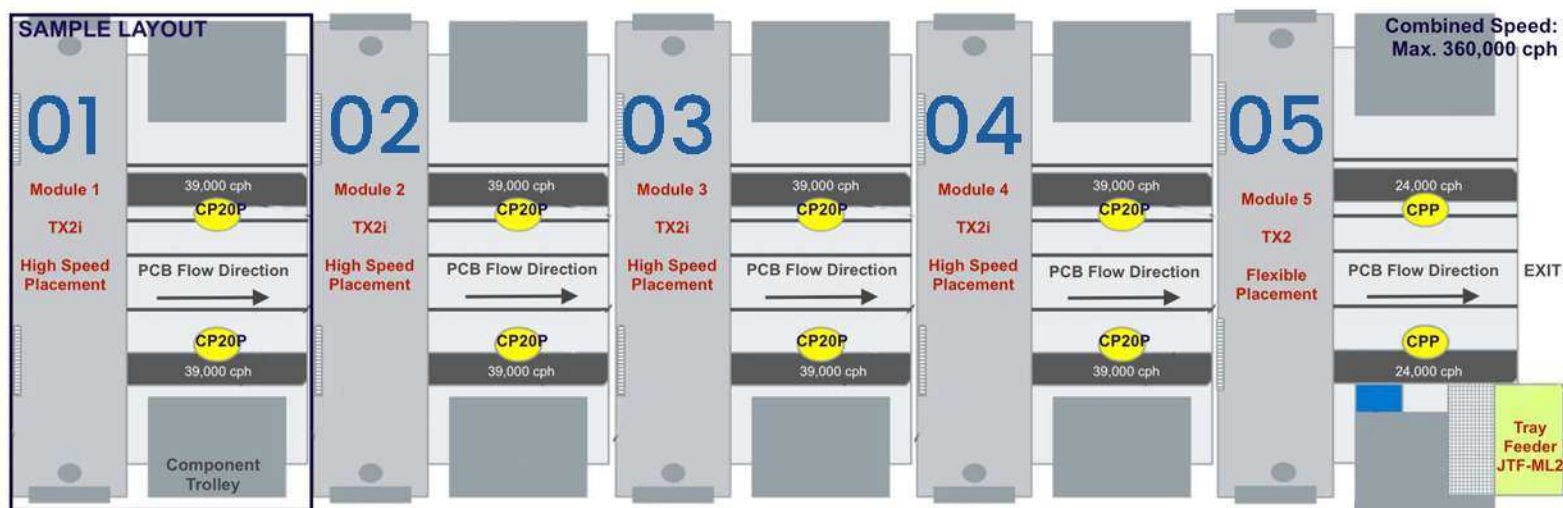 SAMPLE LAYOUT
Combined Speed:
Max. 360,000 cph
01
Module 1
TX2i
High Speed
Placement
39,000 cph
CP20P
PCB Flow Direction
CP20P
39,000 cph
Component
Trolley
02
Module 2
TX2i
High Speed
Placement
39,000 cph
CP20P
PCB Flow Direction
CP20P
39,000 cph
03
Module 3
TX2i
High Speed
Placement
39,000 cph
CP20P
PCB Flow Direction
CP20P
39,000 cph
04
Module 4
TX2i
High Speed
Placement
39,000 cph
CP20P
PCB Flow Direction
CP20P
39,000 cph
05
Module 5
TX2
Flexible
Placement
24,000 cph
CPP
PCB Flow Direction
CPP
24,000 cph
EXIT
Tray
Feeder
JTF-ML2